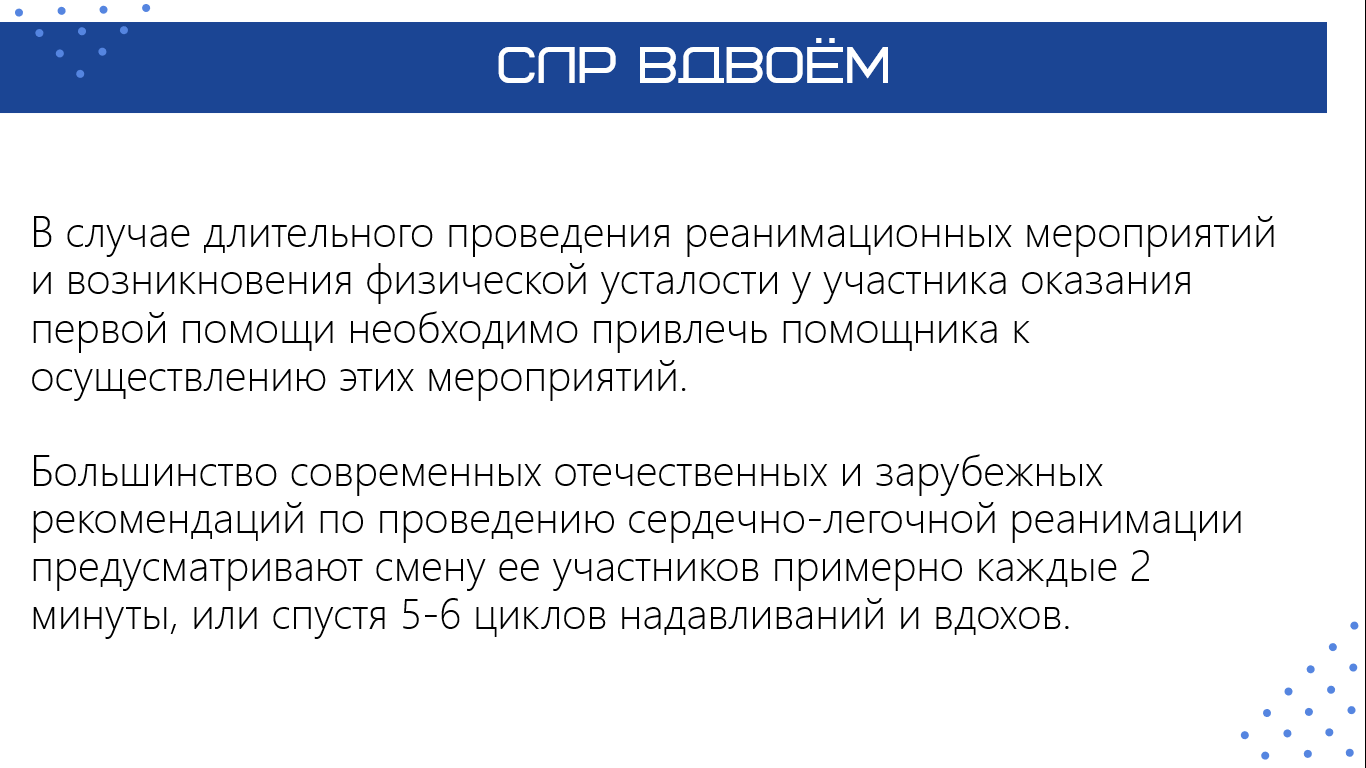 СЛР ВДВОЁМ
В случае длительного проведения реанимационных мероприятий
и возникновения физической усталости у участника оказания
первой помощи необходимо привлечь помощника к
осуществлению этих мероприятий.
Большинство современных отечественных и зарубежных
рекомендаций по проведению сердечно-легочной реанимации
предусматривают смену ее участников примерно каждые 2
минуты, или спустя 5-6 циклов надавливаний и вдохов.